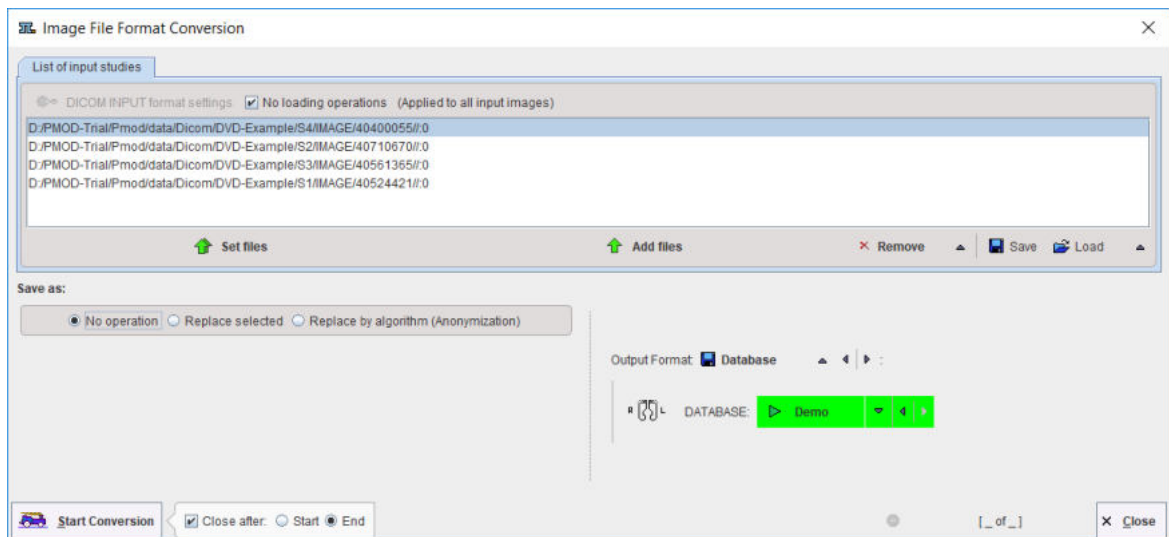 Image File Format Conversion
List of input studies
DICOM INPUT format settings No loading operations (Applied to all input images)
D:/PMOD-Trial/Pmod/data/Dicom/DVD-Example/S4/IMAGE/40400055//:0
D:/PMOD-Trial/Pmod/data/Dicom/DVD-Example/S2/IMAGE/40710670//:0
D:/PMOD-Trial/Pmod/data/Dicom/DVD-Example/S3/IMAGE/40561365//:0
D:/PMOD-Trial/Pmod/data/Dicom/DVD-Example/S1/IMAGE/40524421//:0
Set files Add files Remove Save Load
Save as:
No operation Replace selected Replace by algorithm (Anonymization)
Output Format: Database :
R L DATABASE: Demo
Start Conversion Close after: Start End [ _ of _ ] Close